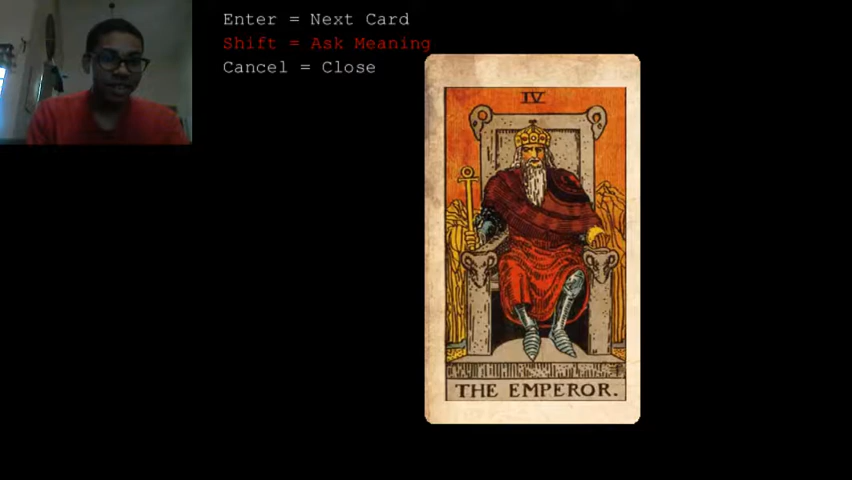 Enter = Next Card
Shift = Ask Meaning
Cancel = Close
IV
THE EMPEROR.